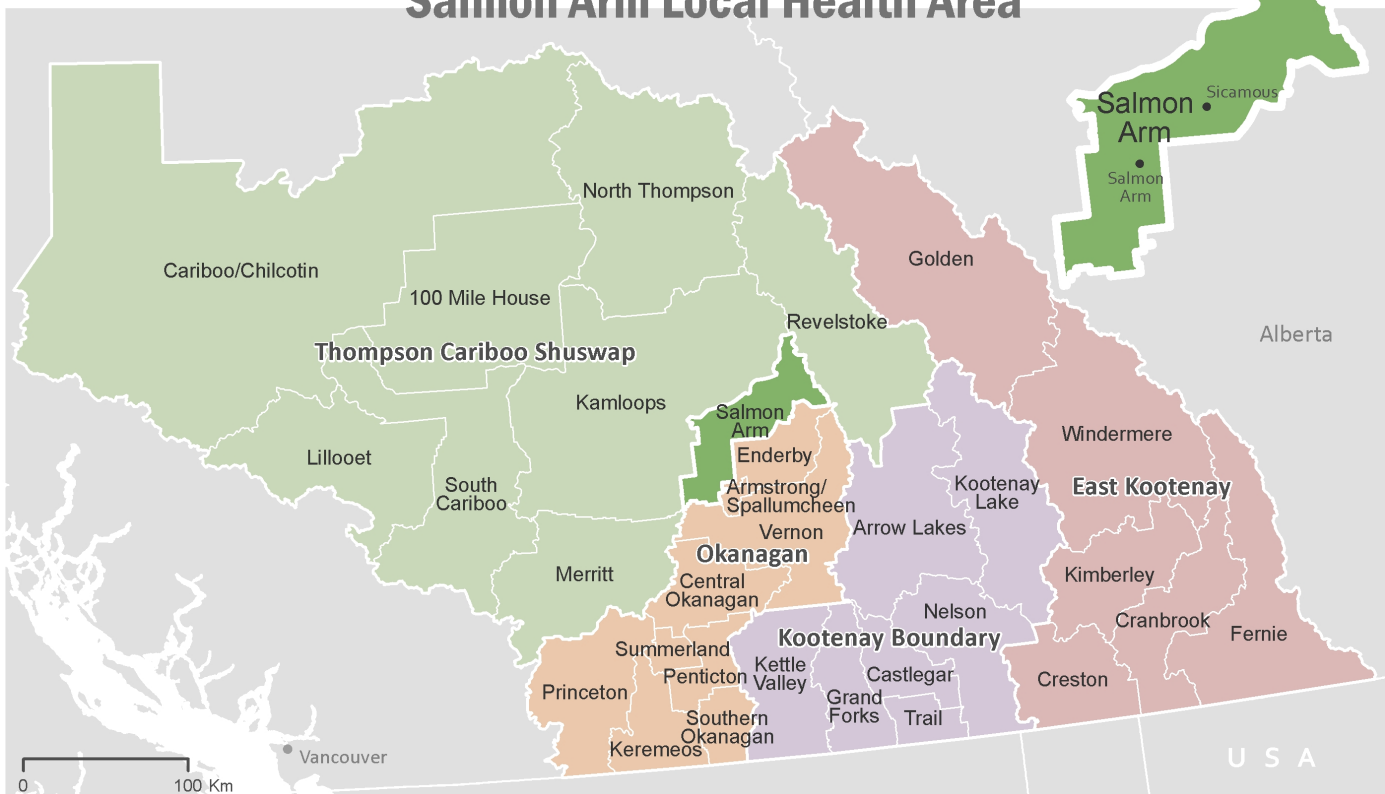 Salmon Arm Local Health Area
Sicamous
Salmon
Arm
Salmon
Arm
North Thompson
Golden
Cariboo/Chilcotin
100 Mile House
Revelstoke
Alberta
Thompson Cariboo Shuswap
Kamloops
Salmon
Arm
Windermere
Lillooet
Enderby
South
Cariboo
Armstrong/
Spallumcheen
Kootenay
Lake
East Kootenay
Arrow Lakes
Vernon
Okanagan
Merritt
Central
Okanagan
Kimberley
Nelson
Cranbrook
Kootenay Boundary
Fernie
Summerland
Penticton
Kettle
Valley
Castlegar
Creston
Princeton
Grand
Forks
Trail
Southern
Okanagan
Keremeos
Vancouver
USA
0
100 Km